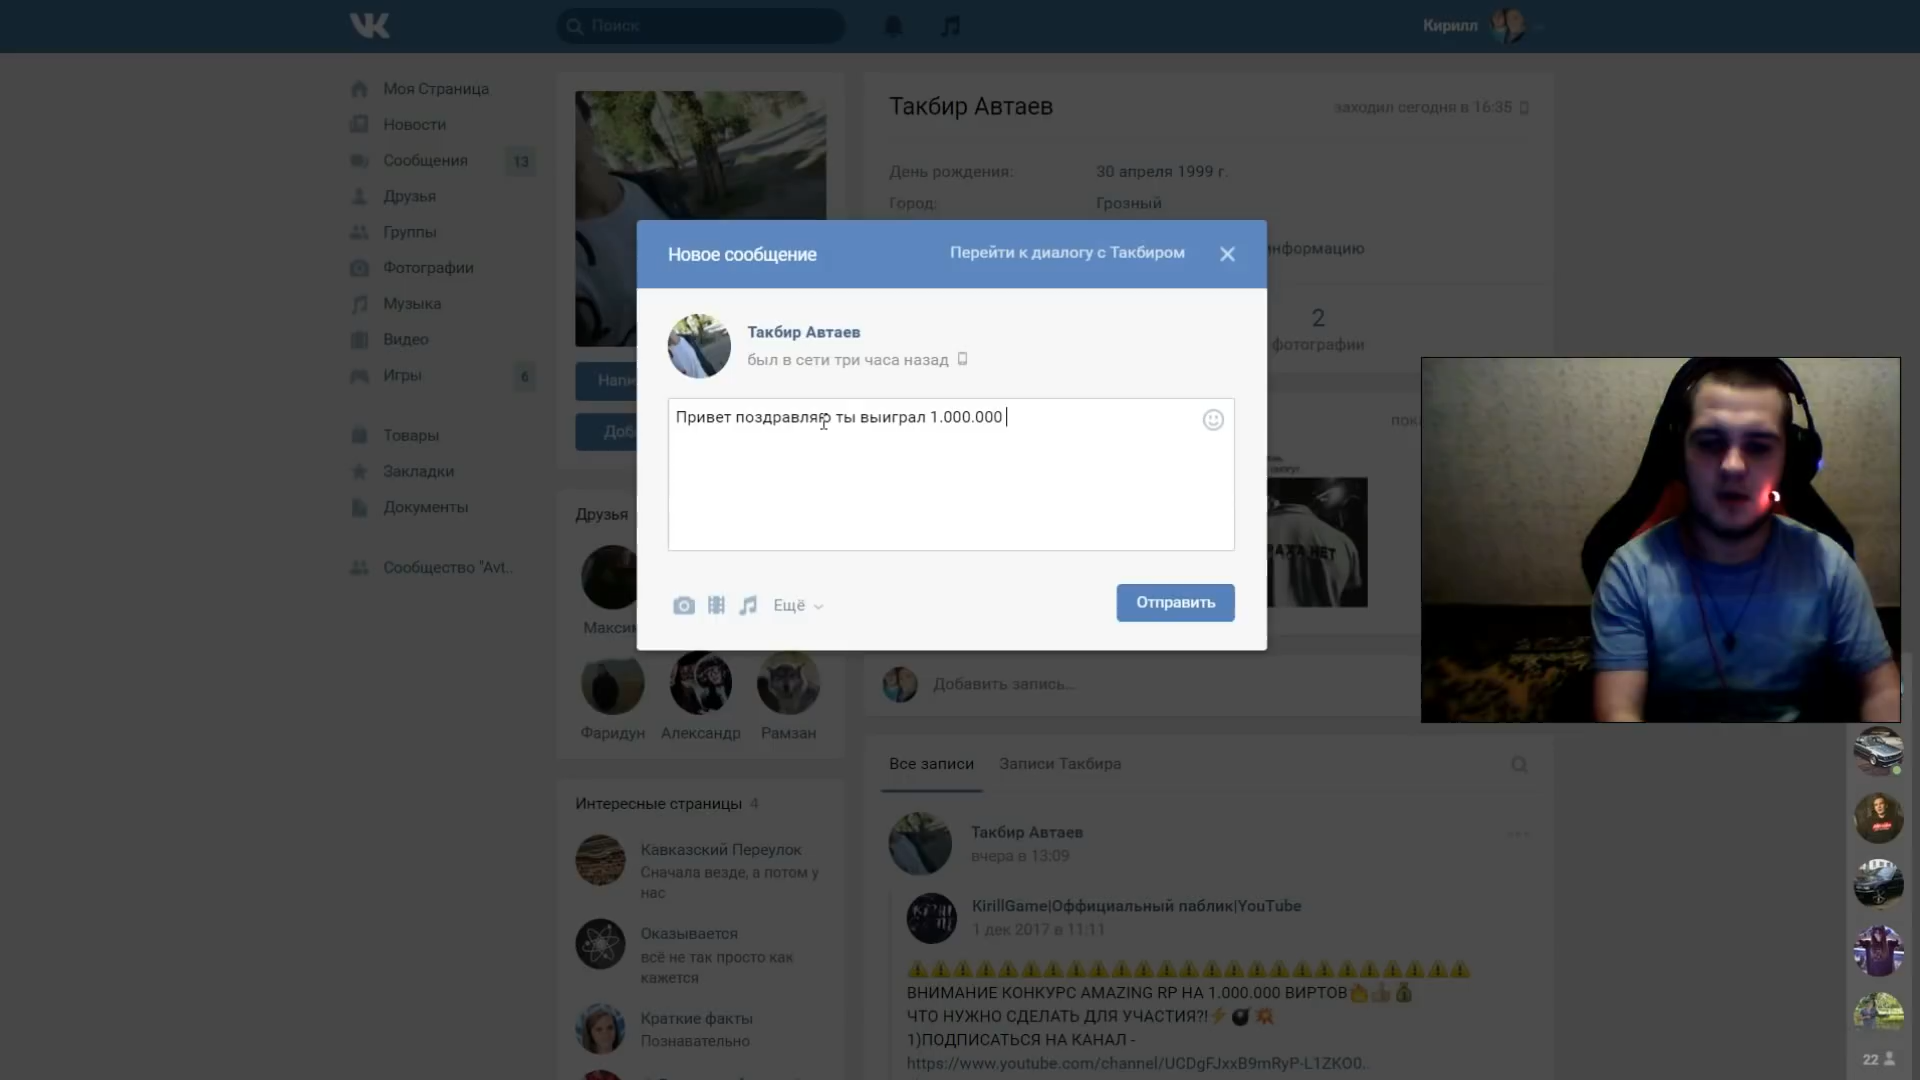 Поиск
Кирилл
Моя Страница
Новости
Сообщения 13
Друзья
Группы
Фотографии
Музыка
Видео
Игры 6
Товары
Закладки
Документы
Сообщество "Avt..
Такбир Автаев
заходил сегодня в 16:35
День рождения: 30 апреля 1999 г.
Город: Грозный
информацию
2
фотографии
Новое сообщение
Перейти к диалогу с Такбиром
Такбир Автаев
был в сети три часа назад
Привет поздравляю ты выиграл 1.000.000
Ещё
Отправить
Друзья
Фаридун
Александр
Рамзан
Интересные страницы 4
Кавказский Переулок
Сначала везде, а потом у
нас
Оказывается
всё не так просто как
кажется
Краткие факты
Познавательно
Добавить запись...
Все записи
Записи Такбира
Такбир Автаев
вчера в 13:09
KirillGame|Оффициальный паблик|YouTube
1 дек 2017 в 11:11
ВНИМАНИЕ КОНКУРС AMAZING RP НА 1.000.000 ВИРТОВ
ЧТО НУЖНО СДЕЛАТЬ ДЛЯ УЧАСТИЯ?!
1)ПОДПИСАТЬСЯ НА КАНАЛ -
https://www.youtube.com/channel/UCDgFJxxB9mRyP-L1ZKO0..
22